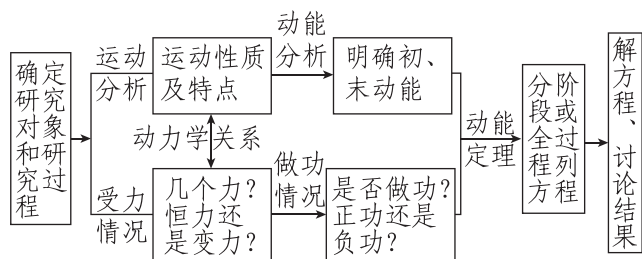 确定
研究
对象
和研
究过
程
运动
分析
运动性质
及特点
动能
分析
明确初、
末动能
动力学关系
受力
情况
几个力?
恒力还
是变力?
做功
情况
是否做功?
正功还是
负功?
动能
定理
分阶
段或
全过
程列
方程
解方程、讨论结果